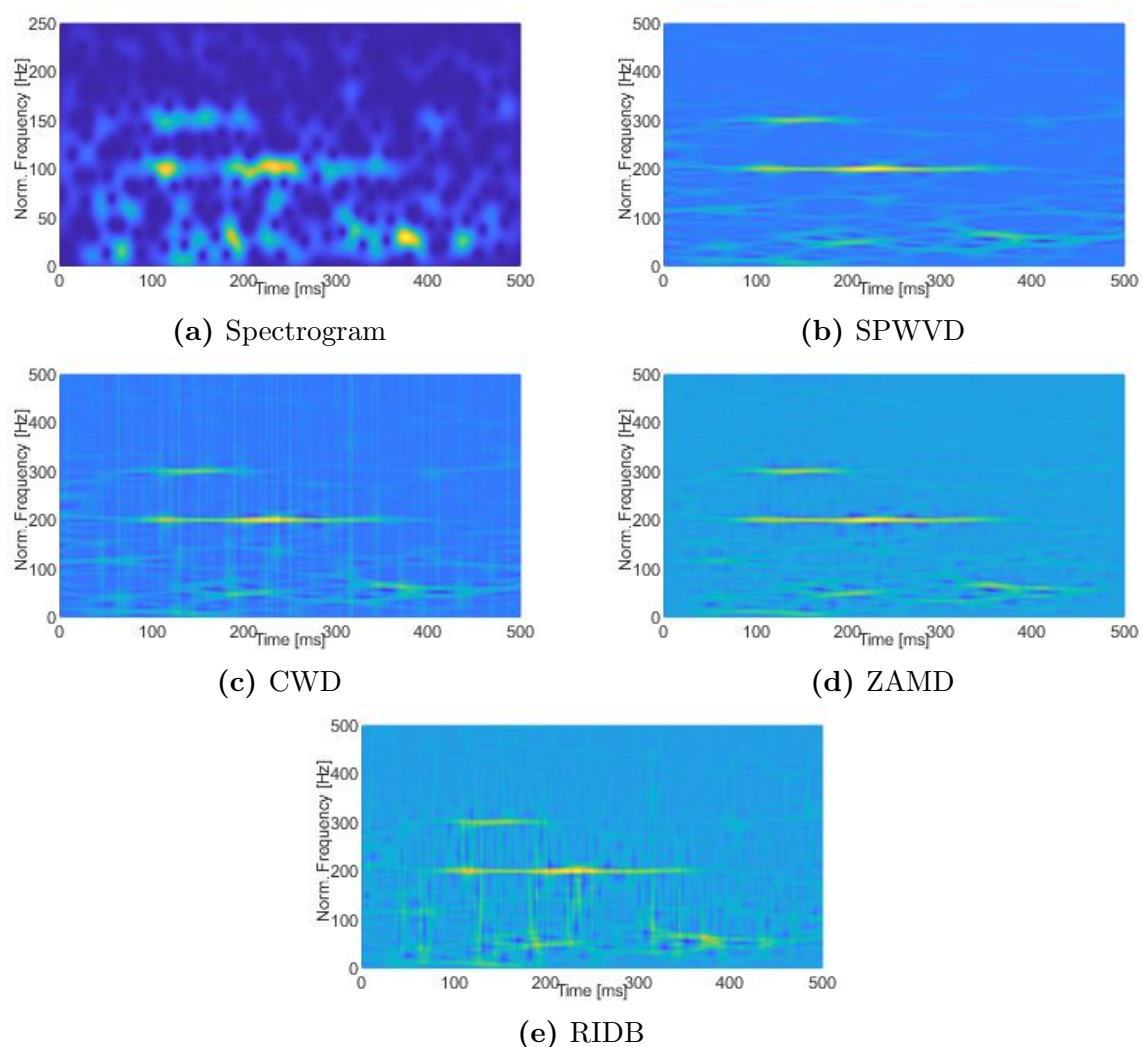 250
200
150
100
50
0
Norm. Frequency [Hz]
0 100 200 300 400 500
Time [ms]
(a) Spectrogram
500
400
300
200
100
0
Norm. Frequency [Hz]
0 100 200 300 400 500
Time [ms]
(b) SPWVD
500
400
300
200
100
0
Norm. Frequency [Hz]
0 100 200 300 400 500
Time [ms]
(c) CWD
500
400
300
200
100
0
Norm. Frequency [Hz]
0 100 200 300 400 500
Time [ms]
(d) ZAMD
500
400
300
200
100
0
Norm. Frequency [Hz]
0 100 200 300 400 500
Time [ms]
(e) RIDB